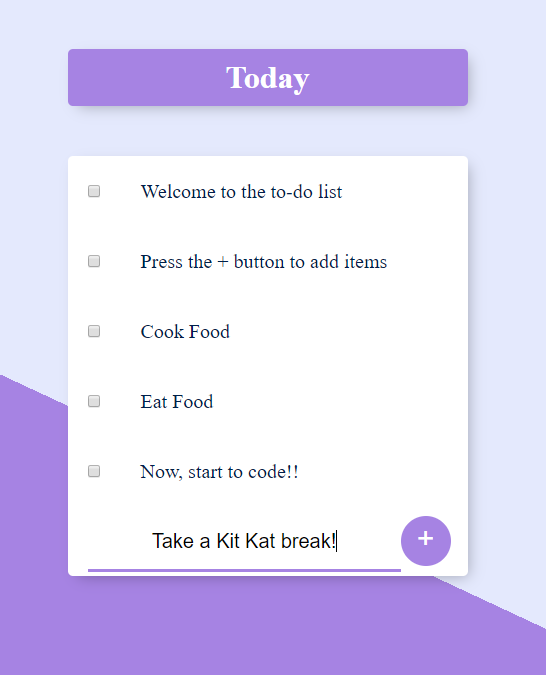 Today
Welcome to the to-do list
Press the + button to add items
Cook Food
Eat Food
Now, start to code!!
Take a Kit Kat break!
+